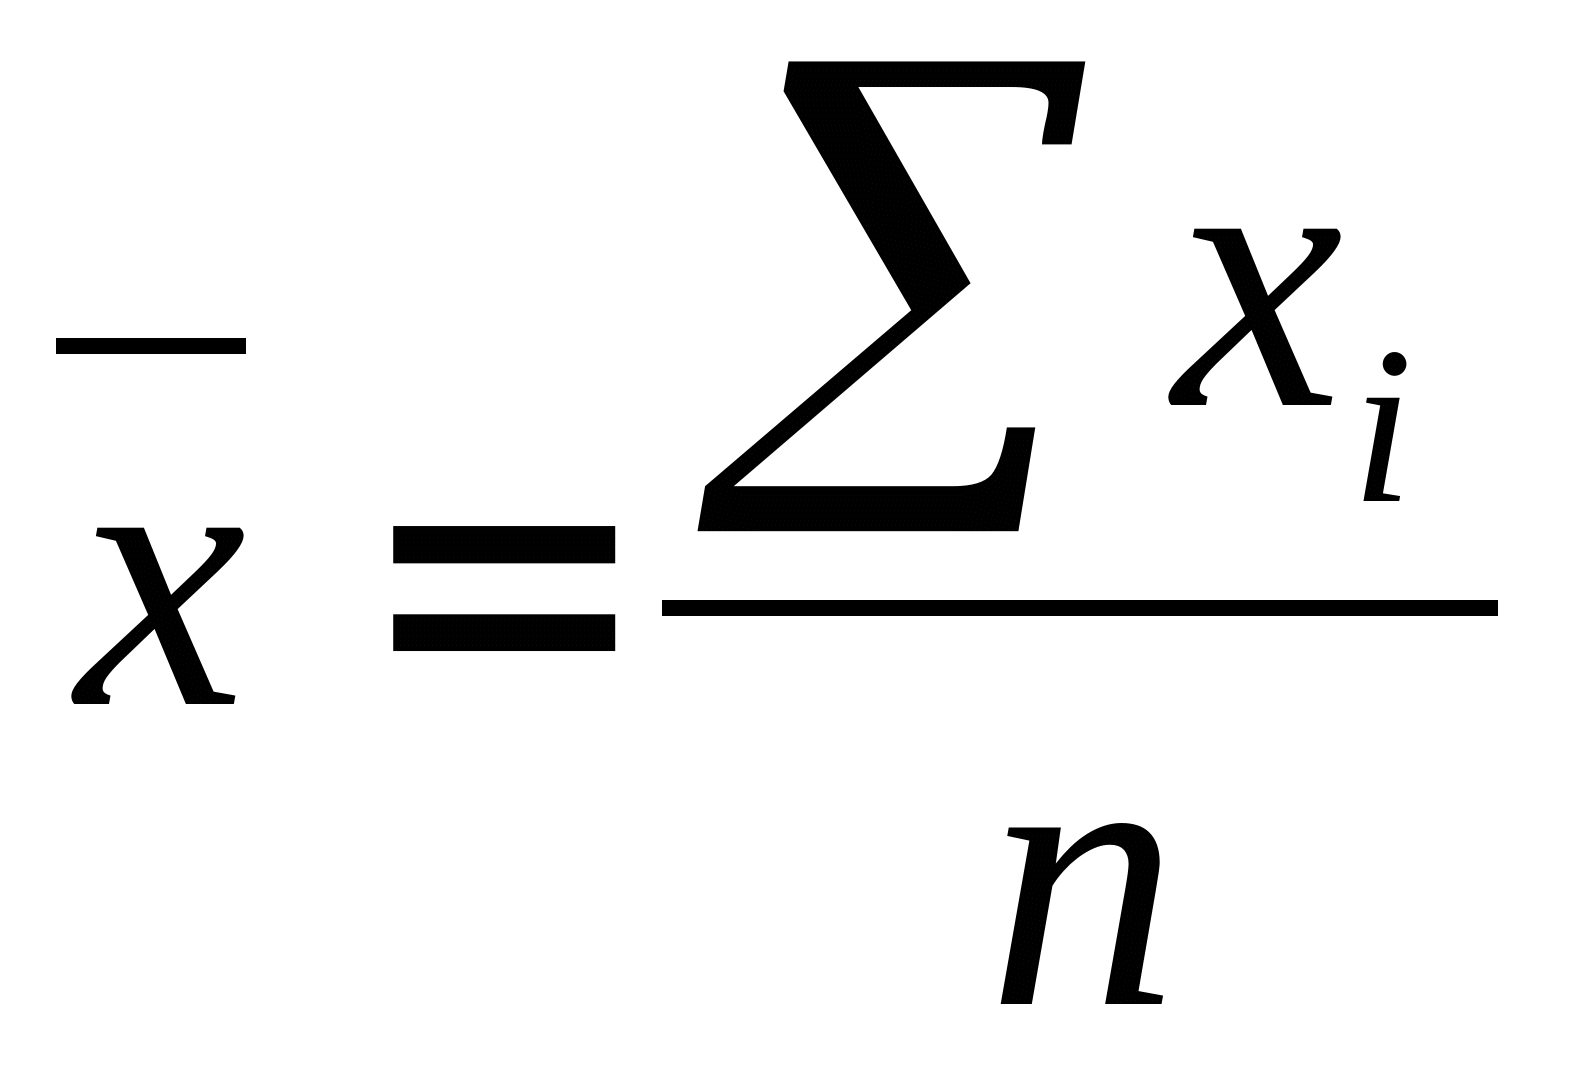 x̄ = Σxᵢ / n